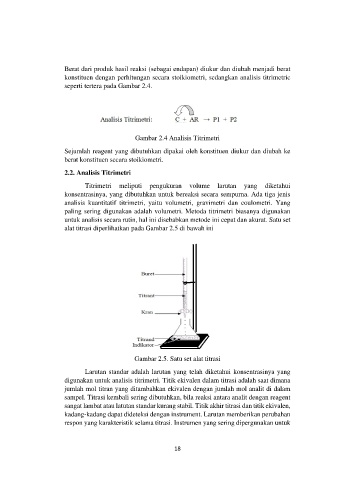 Berat dari produk hasil reaksi (sebagai endapan) diukur dan diubah menjadi berat
konstituen dengan perhitungan secara stoikiometri, sedangkan analisis titrimetric
seperti tertera pada Gambar 2.4.
Analisis Titrimetri: C + AR → P1 + P2
Gambar 2.4 Analisis Titrimetri
Sejumlah reagent yang dibutuhkan dipakai oleh konstituen diukur dan diubah ke
berat konstituen secara stoikiometri.
2.2. Analisis Titrimetri
Titrimetri meliputi pengukuran volume larutan yang diketahui
konsentrasinya, yang dibutuhkan untuk bereaksi secara sempurna. Ada tiga jenis
analisis kuantitatif titrimetri, yaitu volumetri, gravimetri dan coulometri. Yang
paling sering digunakan adalah volumetri. Metoda titrimetri biasanya digunakan
untuk analisis secara rutin, hal ini disebabkan metode ini cepat dan akurat. Satu set
alat titrasi diperlihatkan pada Gambar 2.5 di bawah ini
Buret
Titrant
Kran
Titrand
Indikator
Gambar 2.5. Satu set alat titrasi
Larutan standar adalah larutan yang telah diketahui konsentrasinya yang
digunakan untuk analisis titrimetri. Titik ekivalen dalam titrasi adalah saat dimana
jumlah mol titran yang ditambahkan ekivalen dengan jumlah mol analit di dalam
sampel. Titrasi kembali sering dibutuhkan, bila reaksi antara analit dengan reagent
sangat lambat atau larutan standar kurang stabil. Titik akhir titrasi dan titik ekivalen,
kadang-kadang dapat dideteksi dengan instrument. Larutan memberikan perubahan
respon yang karakteristik selama titrasi. Instrumen yang sering dipergunakan untuk
18